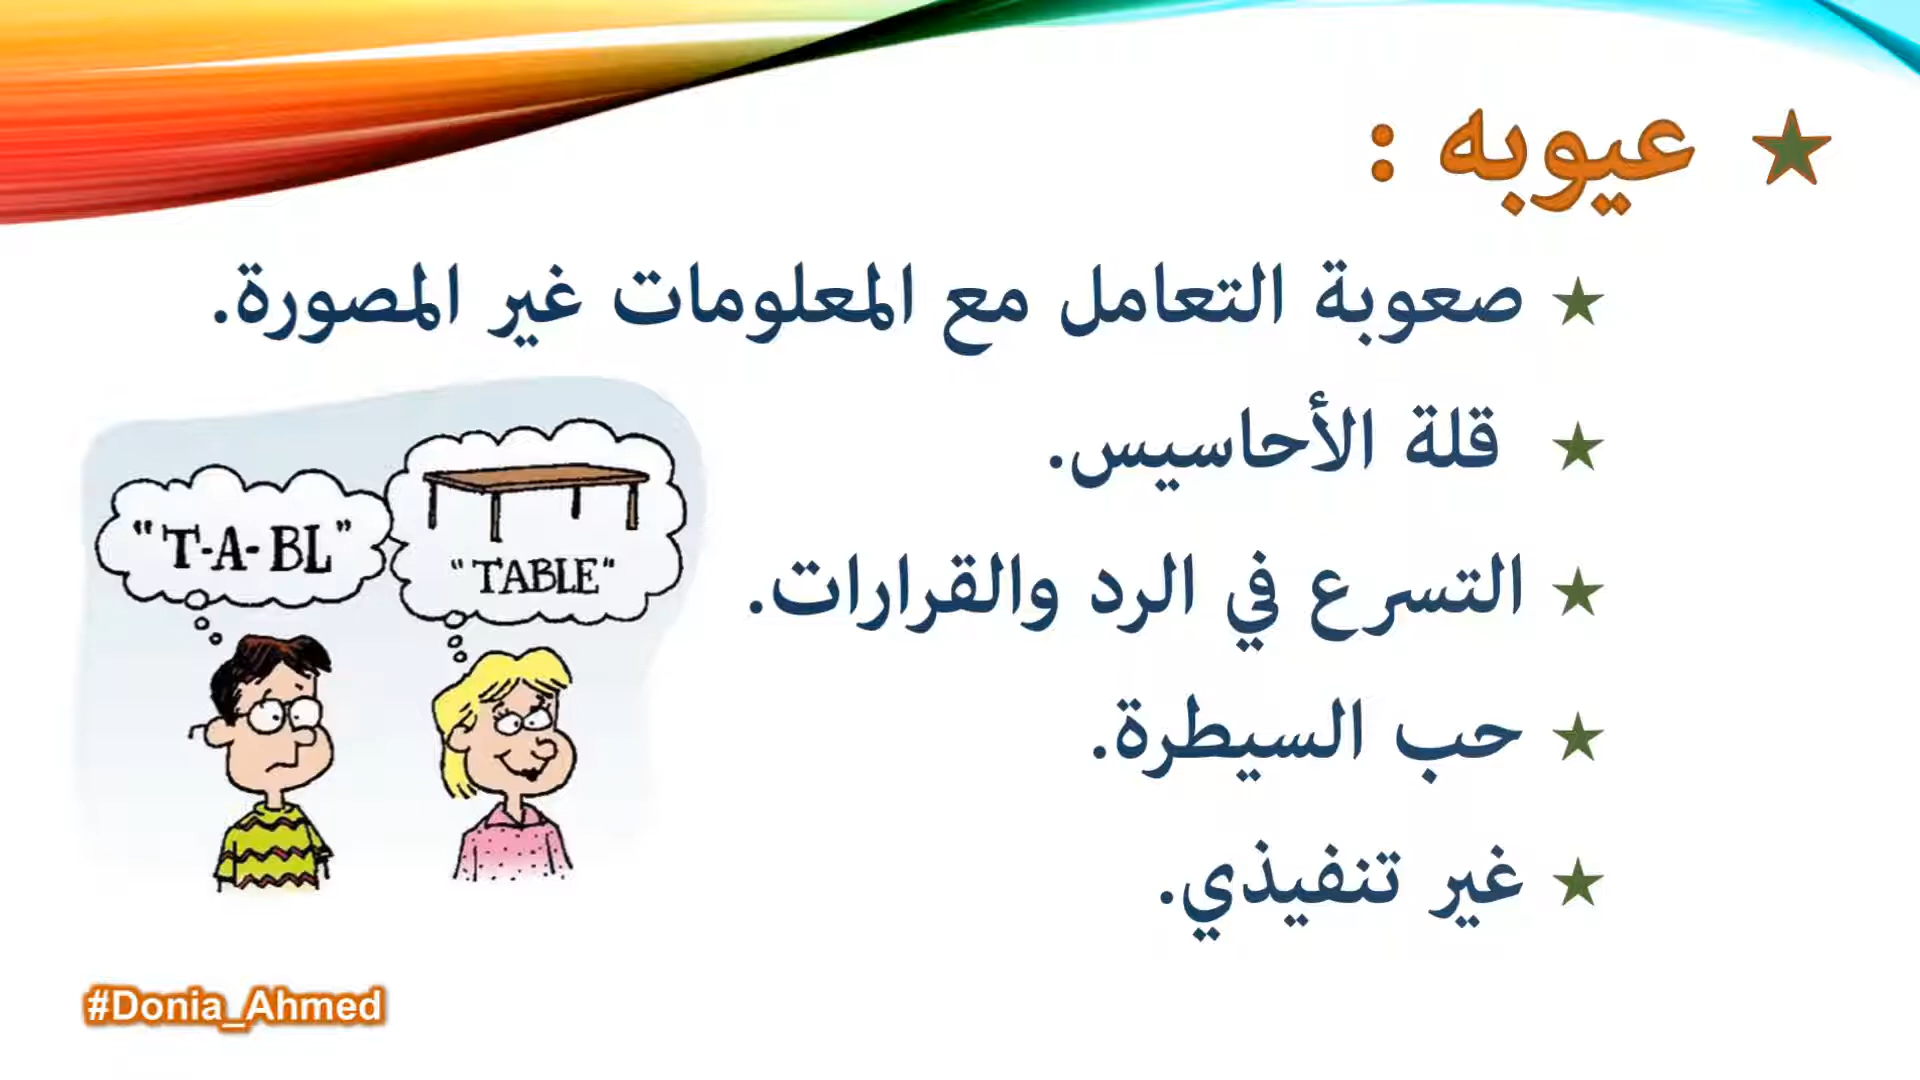 عيوبه :
صعوبة التعامل مع المعلومات غير المصورة.
قلة الأحاسيس.
التسرع في الرد والقرارات.
حب السيطرة.
غير تنفيذي.
"T-A-BL"
"TABLE"
#Donia_Ahmed